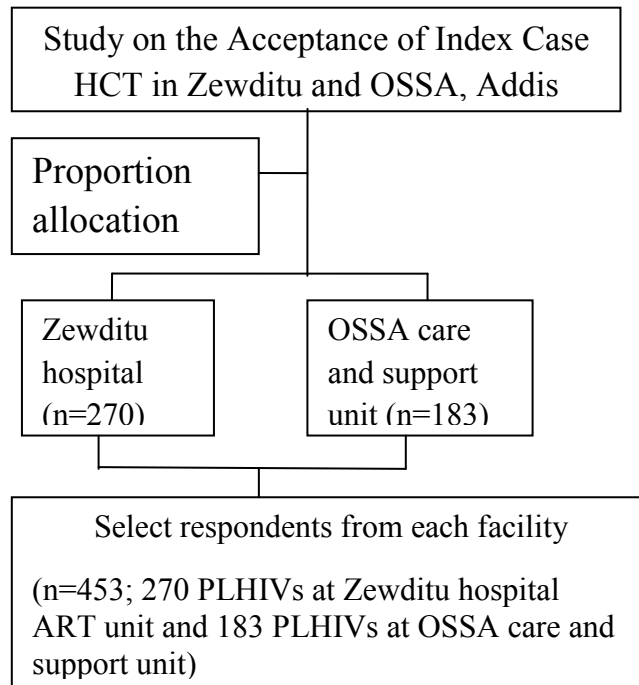 Study on the Acceptance of Index Case
HCT in Zewditu and OSSA, Addis
Proportion
allocation
Zewditu
hospital
(n=270)
OSSA care
and support
unit (n=183)
Select respondents from each facility
(n=453; 270 PLHIVs at Zewditu hospital
ART unit and 183 PLHIVs at OSSA care and
support unit)